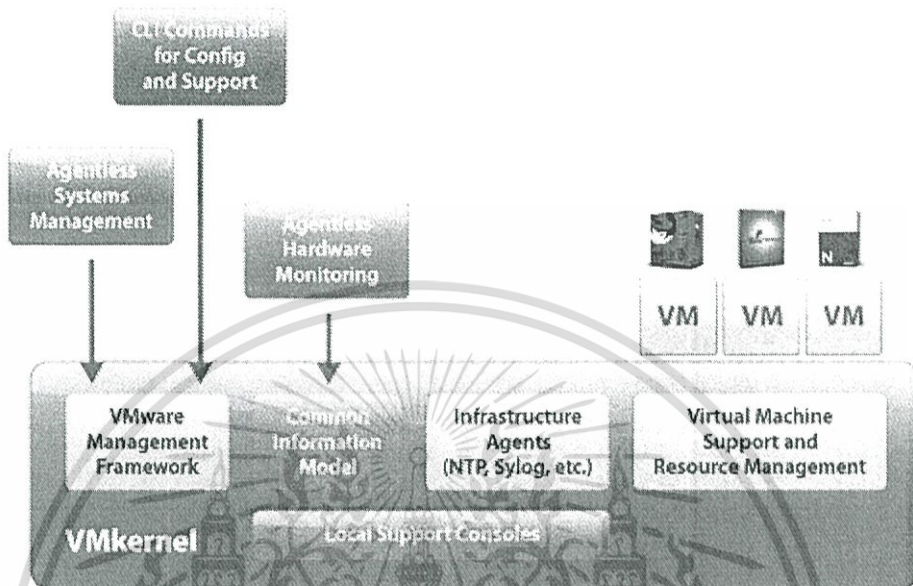 CLI Commands
for Config
and Support
Agentless
Systems
Management
Agentless
Hardware
Monitoring
VM
VM
VM
VMware
Management
Framework
Common
Information
Model
Infrastructure
Agents
(NTP, Sylog, etc.)
Virtual Machine
Support and
Resource Management
VMkernel
Local Support Consoles